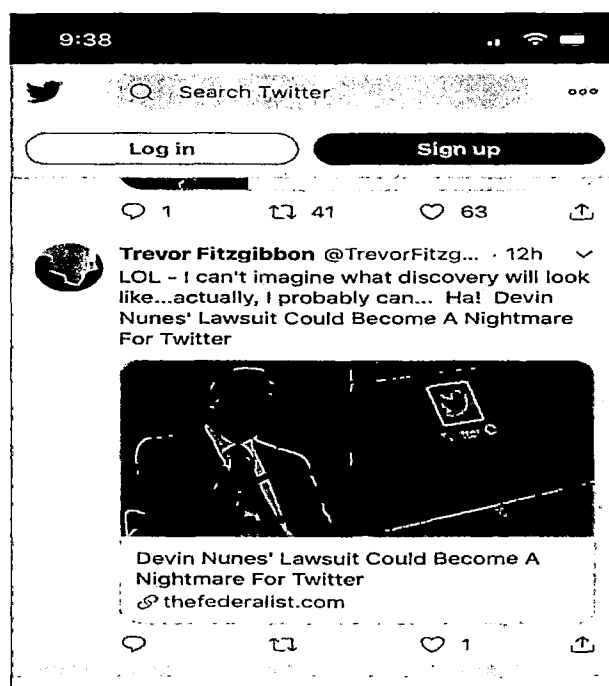 9:38
Search Twitter
Log in
Sign up
1 41 63
Trevor Fitzgibbon @TrevorFitzg... · 12h
LOL - I can't imagine what discovery will look
like...actually, I probably can... Ha! Devin
Nunes' Lawsuit Could Become A Nightmare
For Twitter
Twitter
Devin Nunes' Lawsuit Could Become A
Nightmare For Twitter
thefederalist.com
1